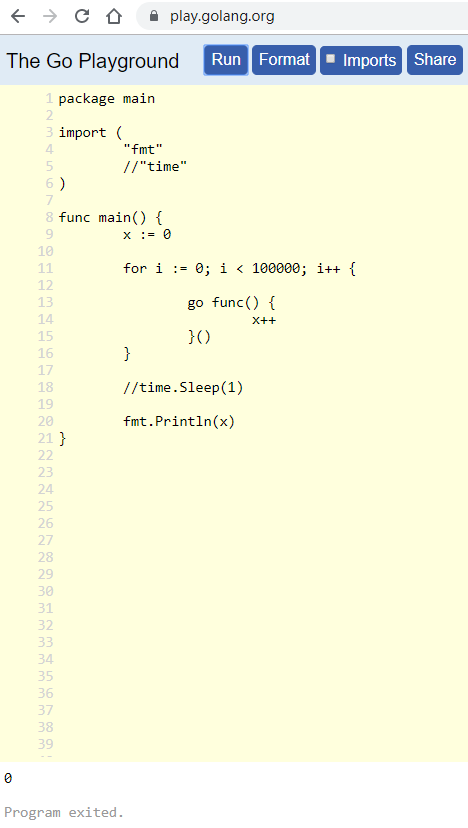 play.golang.org
The Go Playground Run Format Imports Share
1 package main
2
3 import (
4 "fmt"
5 //"time"
6 )
7
8 func main() {
9 x := 0
10
11 for i := 0; i < 100000; i++ {
12
13 go func() {
14 x++
15 }()
16 }
17
18 //time.Sleep(1)
19
20 fmt.Println(x)
21 }
22
23
24
25
26
27
28
29
30
31
32
33
34
35
36
37
38
39
0
Program exited.